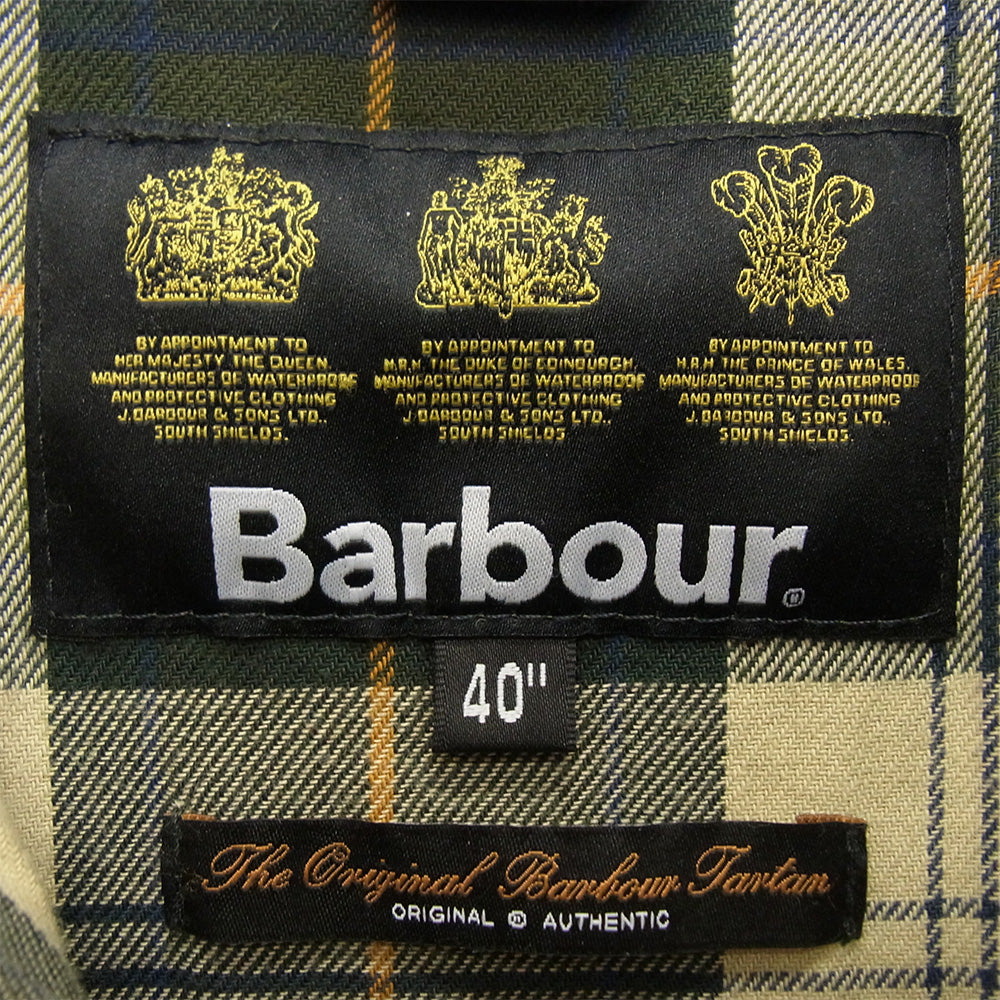 BY APPOINTMENT TO
HER MAJESTY THE QUEEN
MANUFACTURERS OF WATERPROOF
AND PROTECTIVE CLOTHING
J. BARBOUR & SONS LTD.,
SOUTH SHIELDS.
BY APPOINTMENT TO
H.R.H. THE DUKE OF EDINBURGH
MANUFACTURERS OF WATERPROOF
AND PROTECTIVE CLOTHING
J. BARBOUR & SONS LTD.,
SOUTH SHIELDS.
BY APPOINTMENT TO
H.R.H THE PRINCE OF WALES.
MANUFACTURERS OF WATERPROOF
AND PROTECTIVE CLOTHING
J. BARBOUR & SONS LTD.,
SOUTH SHIELDS.
Barbour®
40"
The Original Barbour Tartan
ORIGINAL ® AUTHENTIC